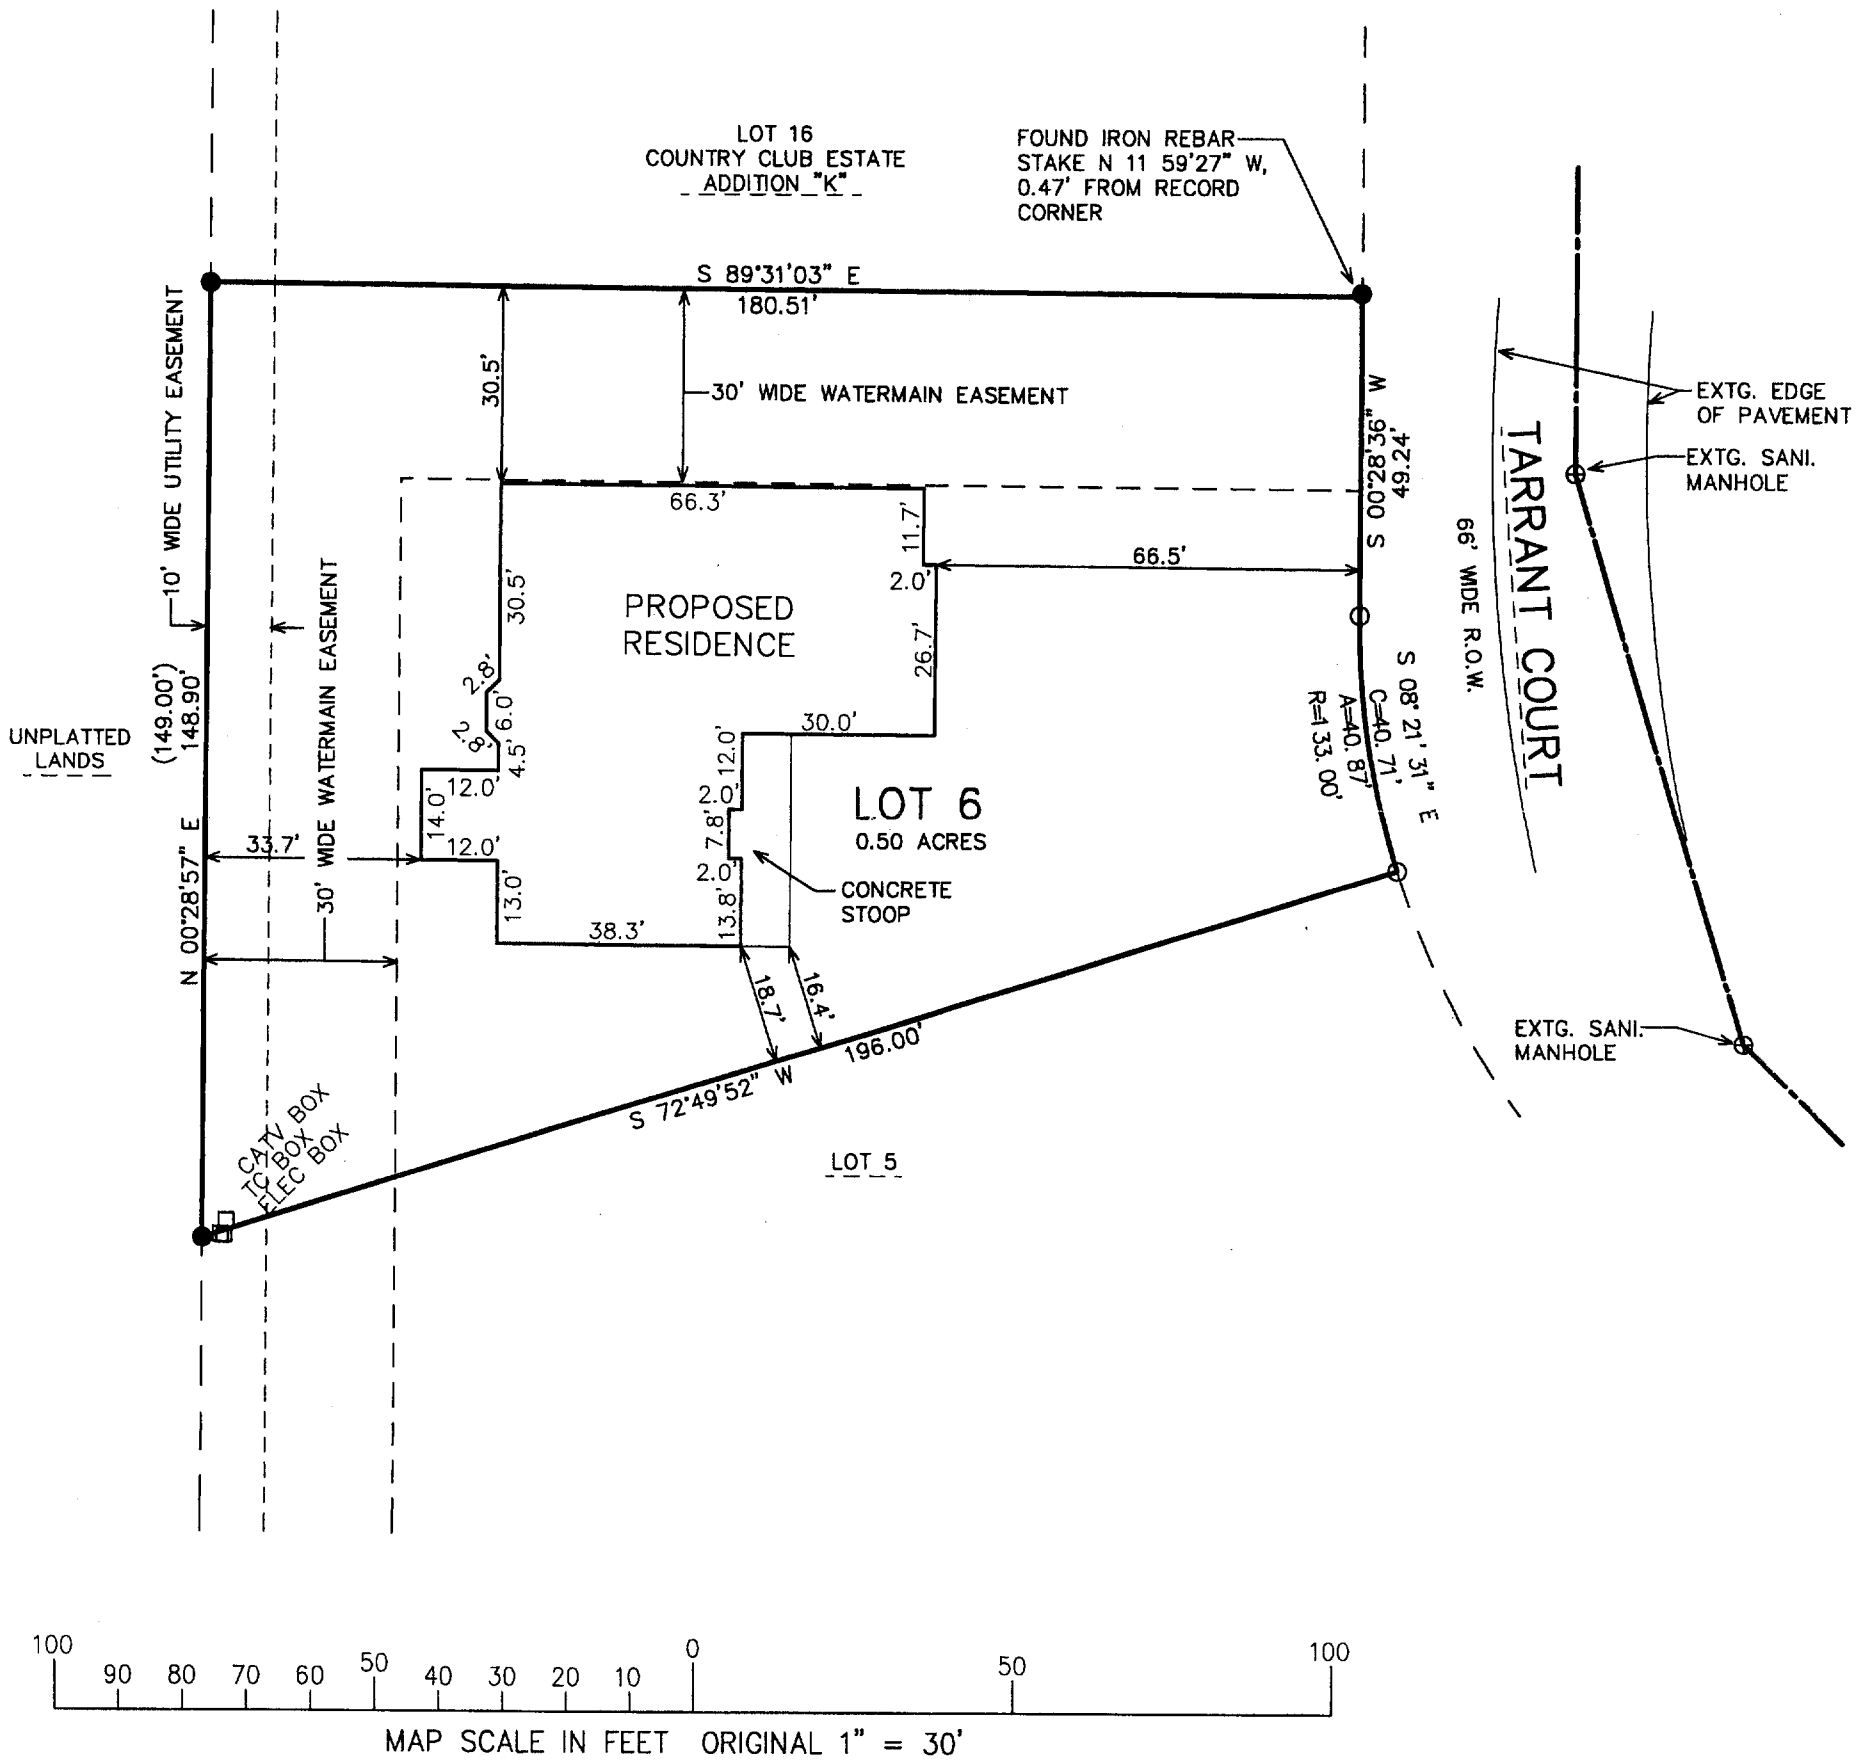 LOT 16
COUNTRY CLUB ESTATE
ADDITION "K"
FOUND IRON REBAR
STAKE N 11 59'27" W,
0.47' FROM RECORD
CORNER
S 89°31'03" E
180.51'
10' WIDE UTILITY EASEMENT
30.5'
30' WIDE WATERMAIN EASEMENT
S 00°28'36" W
49.24'
EXTG. EDGE
OF PAVEMENT
EXTG. SANI.
MANHOLE
TARRANT COURT
66' WIDE R.O.W.
66.3'
11.7'
2.0'
66.5'
30.5'
PROPOSED
RESIDENCE
26.7'
30' WIDE WATERMAIN EASEMENT
2.8'
6.0'
2.8'
4.5'
S 08°21'31" E
C=40.71'
A=40.87'
R=133.00'
UNPLATTED
LANDS
(149.00')
148.90'
N 00°28'57" E
30.0'
12.0'
12.0'
14.0'
12.0'
33.7'
2.0'
7.8'
2.0'
LOT 6
0.50 ACRES
CONCRETE
STOOP
13.0'
13.8'
38.3'
18.7'
16.4'
196.00'
S 72°49'52" W
EXTG. SANI.
MANHOLE
CATV BOX
TC BOX
ELEC BOX
LOT 5
100 90 80 70 60 50 40 30 20 10 0 50 100
MAP SCALE IN FEET ORIGINAL 1" = 30'